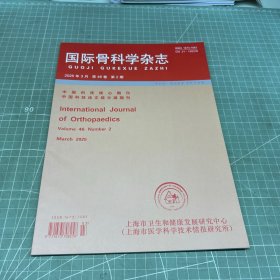 国际骨科学杂志
GUOJI GUKEXUE ZAZHI
2025年3月 第46卷 第2期
中国科技核心期刊
中国科技论文统计源期刊
International Journal
of Orthopaedics
Volume 46, Number 2
March 2025
上海市卫生和健康发展研究中心
(上海市医学科学技术情报研究所)